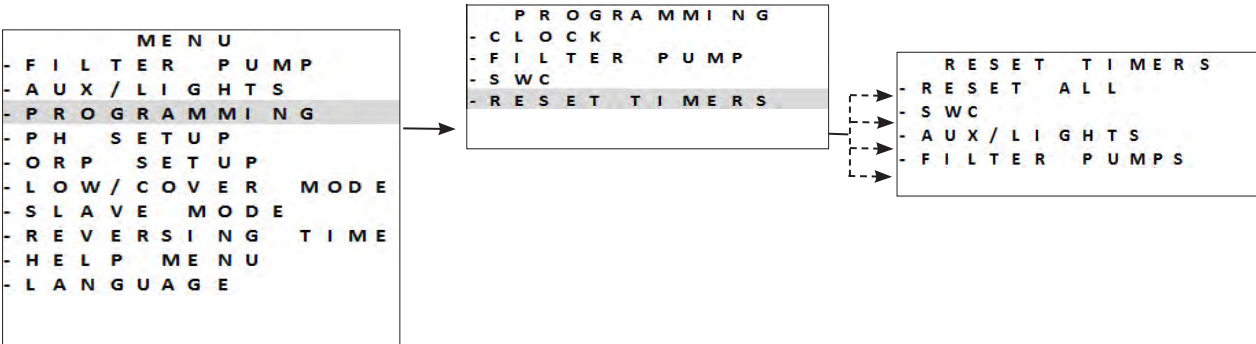 MENU
- FILTER PUMP
- AUX/LIGHTS
- PROGRAMMING
- PH SETUP
- ORP SETUP
- LOW/COVER MODE
- SLAVE MODE
- REVERSING TIME
- HELP MENU
- LANGUAGE
PROGRAMMING
- CLOCK
- FILTER PUMP
- SWC
- RESET TIMERS
RESET TIMERS
- RESET ALL
- SWC
- AUX/LIGHTS
- FILTER PUMPS